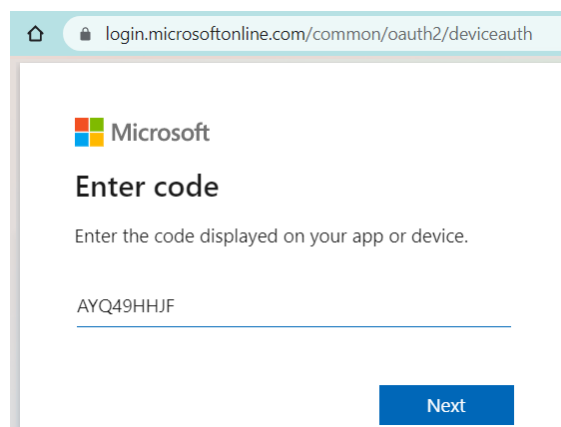 login.microsoftonline.com/common/oauth2/deviceauth
Microsoft
Enter code
Enter the code displayed on your app or device.
AYQ49HHJF
Next